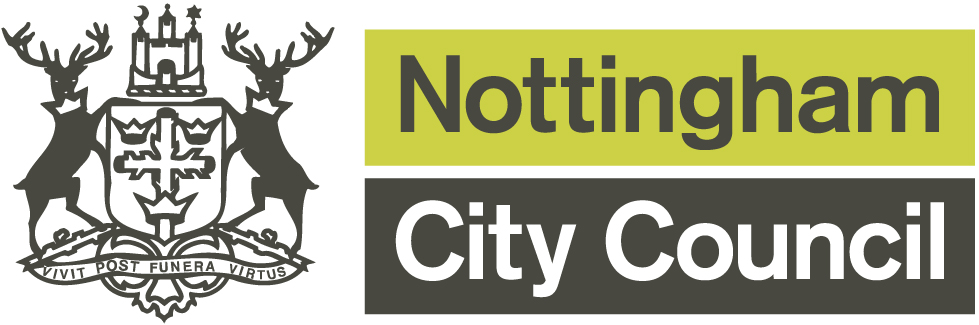 VIVIT POST FUNERA VIRTUS
Nottingham
City Council